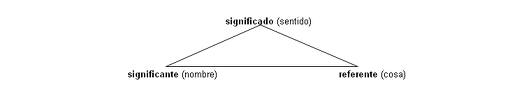 significado (sentido)
significante (nombre)
referente (cosa)